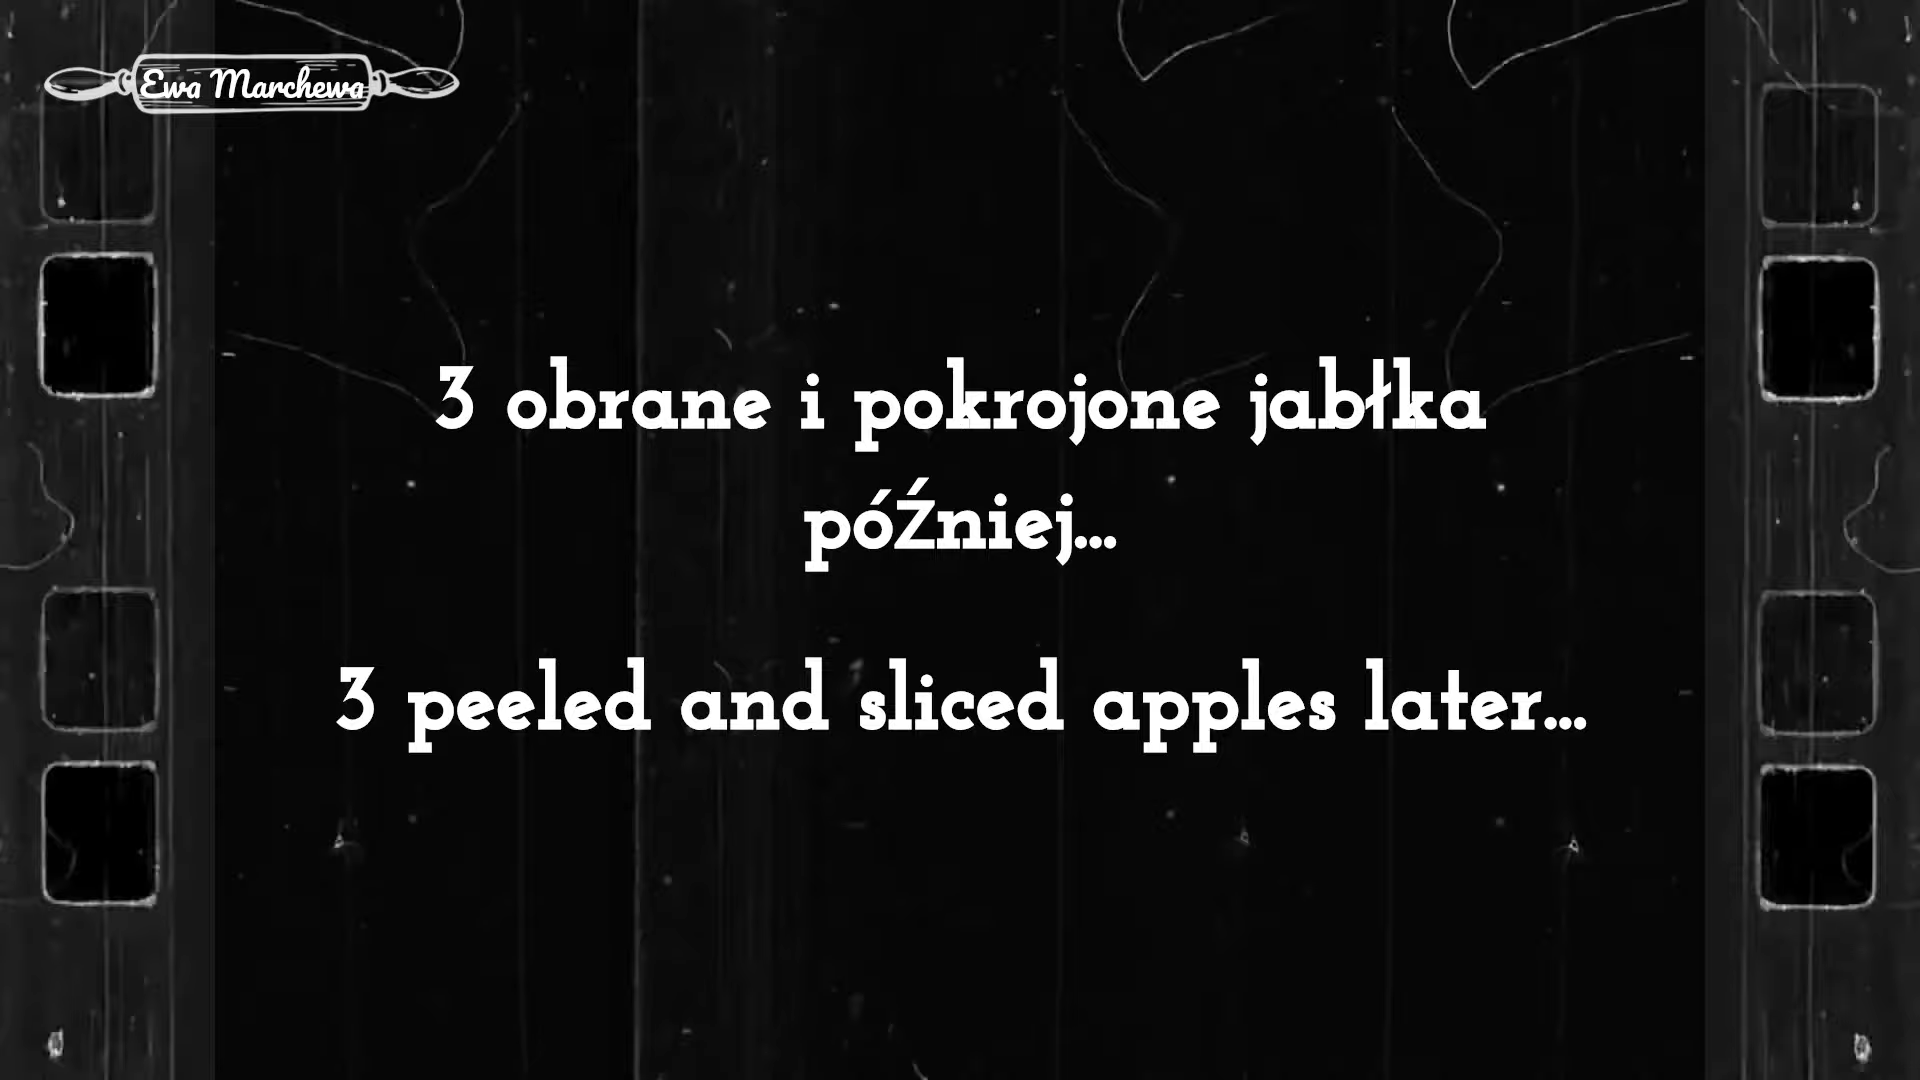 Ewa Marchewa
3 obrane i pokrojone jabłka
póŹniej...
3 peeled and sliced apples later...